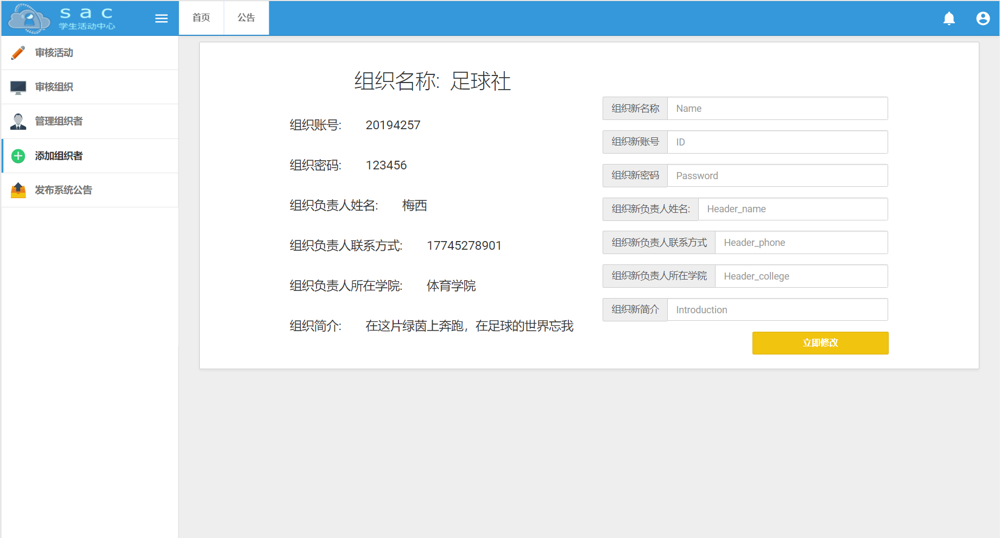 sac
学生活动中心
首页
公告
审核活动
审核组织
管理组织者
添加组织者
发布系统公告
组织名称: 足球社
组织账号: 20194257
组织密码: 123456
组织负责人姓名: 梅西
组织负责人联系方式: 17745278901
组织负责人所在学院: 体育学院
组织简介: 在这片绿茵上奔跑，在足球的世界忘我
组织新名称 Name
组织新账号 ID
组织新密码 Password
组织新负责人姓名: Header_name
组织新负责人联系方式 Header_phone
组织新负责人所在学院 Header_college
组织新简介 Introduction
立即修改